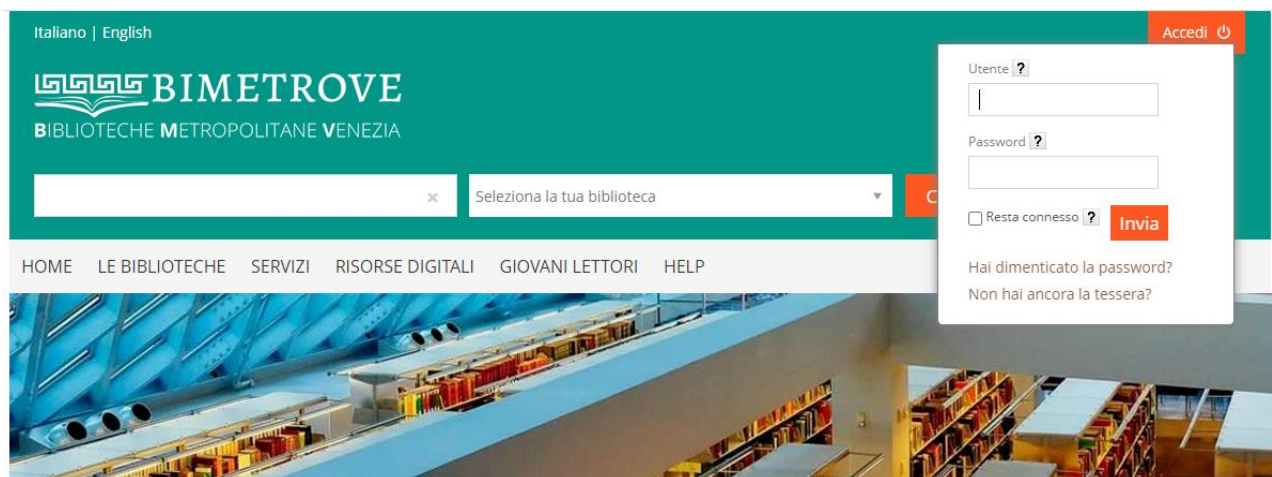 Italiano | English
Accedi
BIMETROVE
BIBLIOTECHE METROPOLITANE VENEZIA
Utente ?
Password ?
Seleziona la tua biblioteca
C
Resta connesso ?
Invia
HOME LE BIBLIOTECHE SERVIZI RISORSE DIGITALI GIOVANI LETTORI HELP
Hai dimenticato la password?
Non hai ancora la tessera?